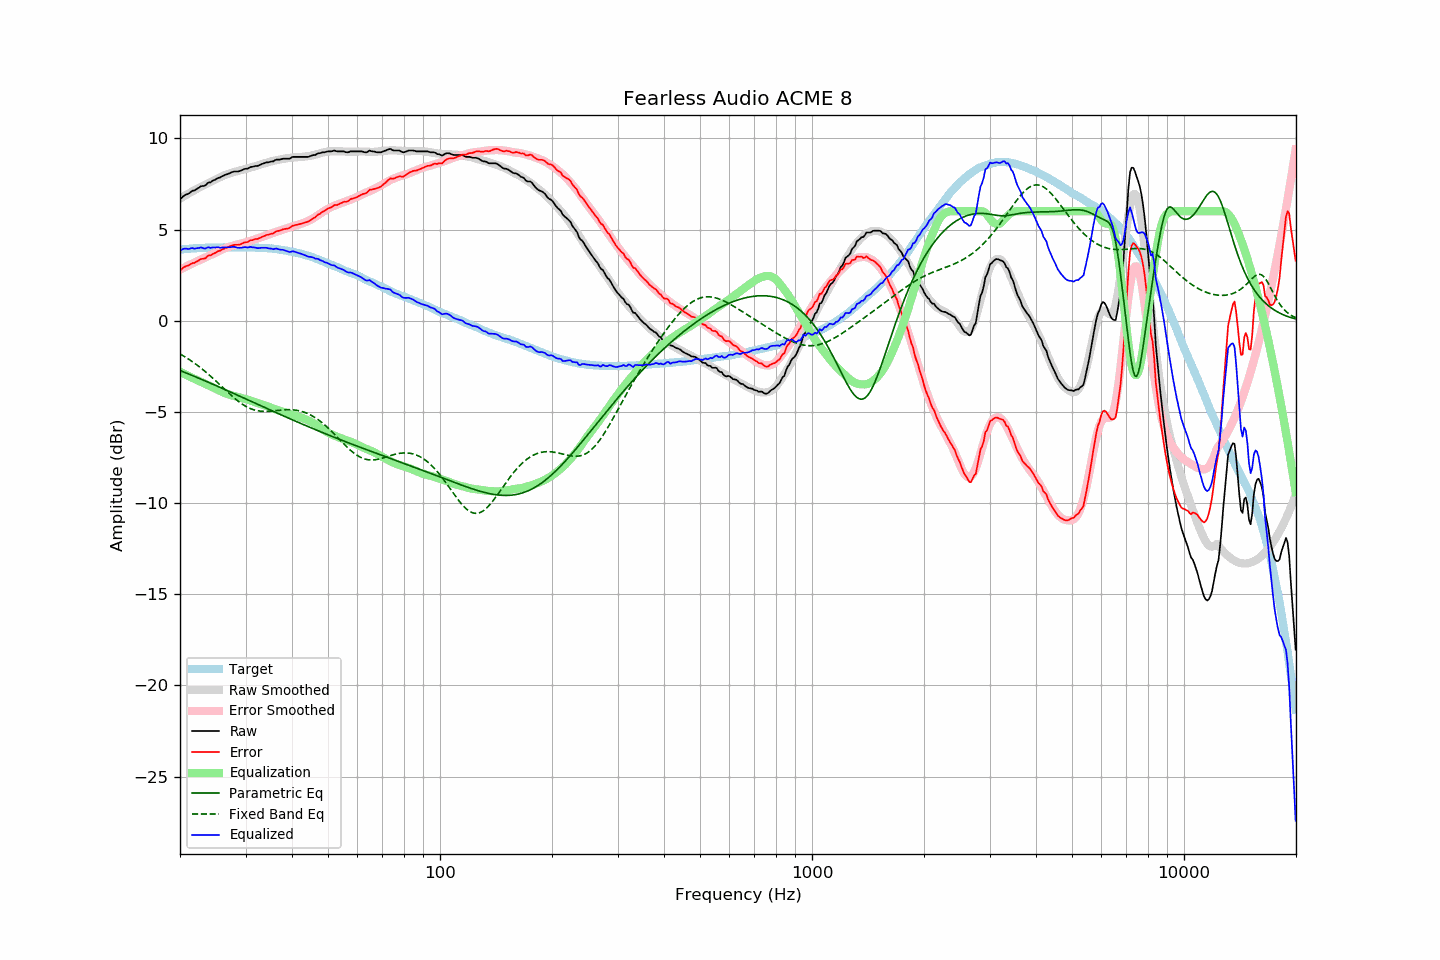 Fearless Audio ACME 8
10
5
0
−5
−10
−15
−20
−25
Amplitude (dBr)
Target
Raw Smoothed
Error Smoothed
Raw
Error
Equalization
Parametric Eq
Fixed Band Eq
Equalized
100
1000
10000
Frequency (Hz)